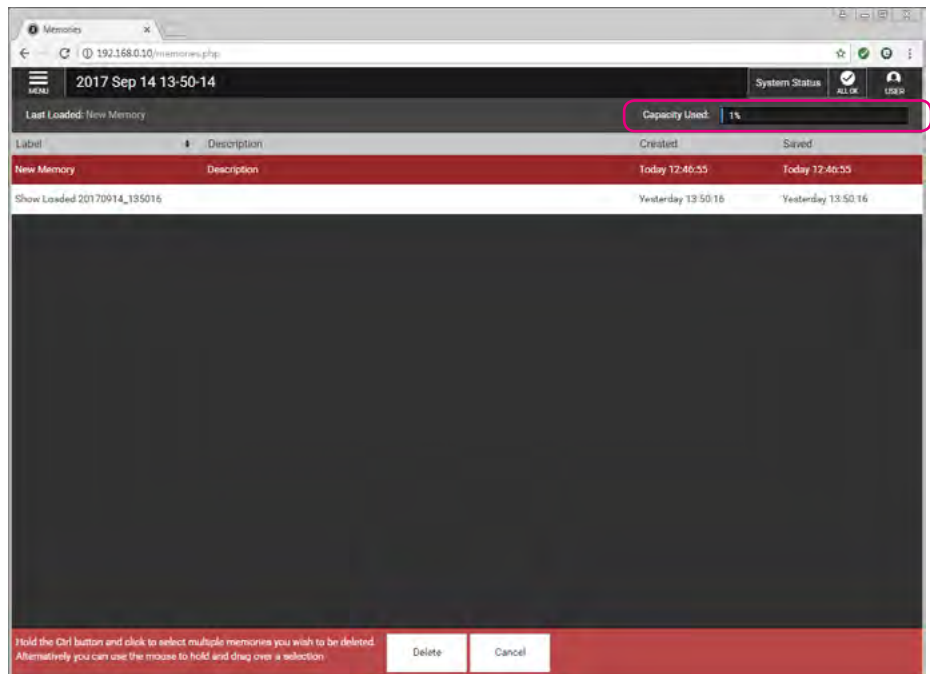 Memories
192.168.0.10/memories.php
MENU
2017 Sep 14 13-50-14
System Status
ALL OK
USER
Last Loaded: New Memory
Capacity Used:
1%
Label Description Created Saved
New Memory Description Today 12:46:55 Today 12:46:55
Show Loaded 20170914_135016 Yesterday 13:50:16 Yesterday 13:50:16
Hold the Ctrl button and click to select multiple memories you wish to be deleted.
Alternatively you can use the mouse to hold and drag over a selection
Delete
Cancel